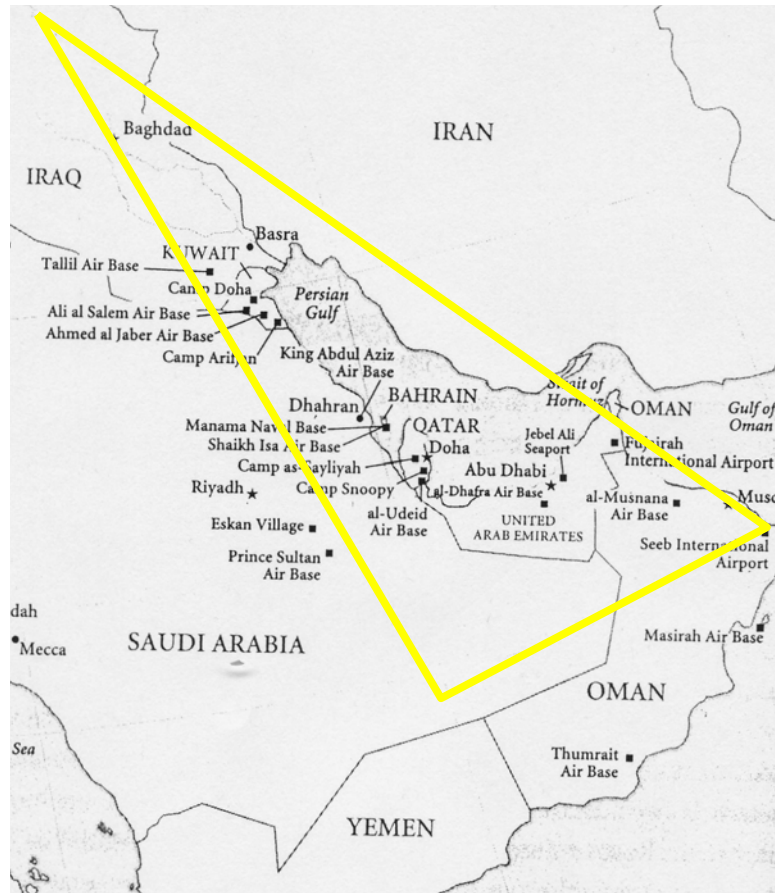 Baghdad
IRAN
IRAQ
Basra
KUWAIT
Tallil Air Base
Camp Doha
Persian
Gulf
Ali al Salem Air Base
Ahmed al Jaber Air Base
Camp Arifjan
King Abdul Aziz
Air Base
Strait of
Hormuz
BAHRAIN
OMAN
Gulf of
Oman
Dhahran
Manama Naval Base
QATAR
Shaikh Isa Air Base
Doha
Jebel Ali
Seaport
Fujairah
International Airport
Camp as-Sayliyah
Abu Dhabi
Riyadh
Camp Snoopy
al-Dhafra Air Base
al-Musnana
Air Base
Musc
al-Udeid
Air Base
Eskan Village
UNITED
ARAB EMIRATES
Seeb International
Airport
Prince Sultan
Air Base
dah
Mecca
SAUDI ARABIA
Masirah Air Base
OMAN
Sea
Thumrait
Air Base
YEMEN